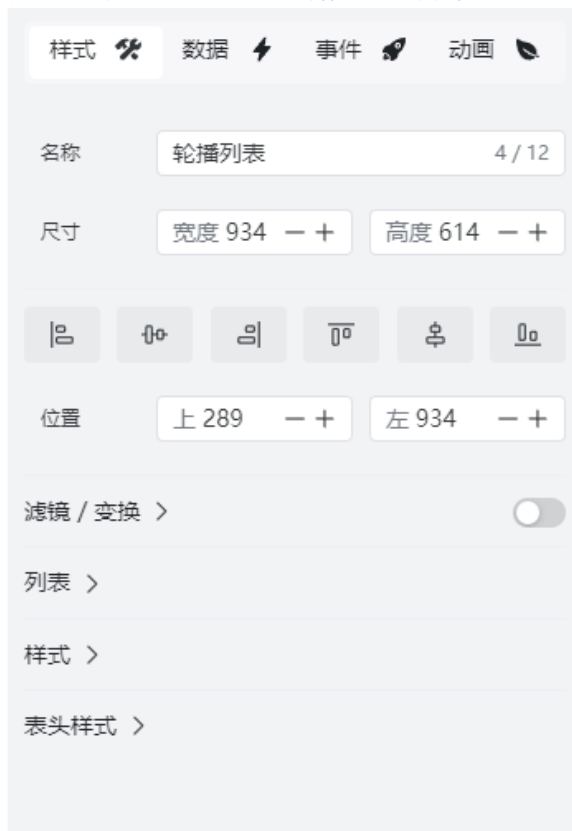 样式 数据 事件 动画
名称 轮播列表 4 / 12
尺寸 宽度 934 高度 614
位置 上 289 左 934
滤镜 / 变换
列表
样式
表头样式